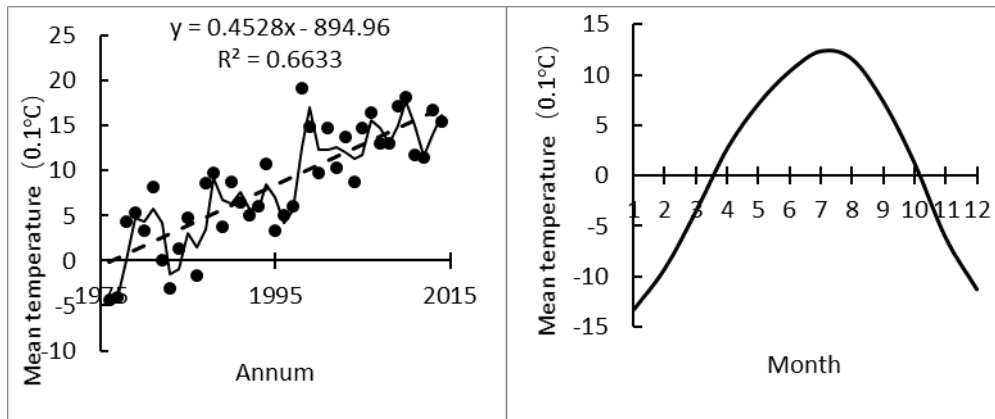 y = 0.4528x - 894.96
R² = 0.6633
Mean temperature (0.1℃)
25
20
15
10
5
0
-5
-10
1975
1995
2015
Annum
Mean temperature (0.1℃)
15
10
5
0
-5
-10
-15
1 2 3 4 5 6 7 8 9 10 11 12
Month